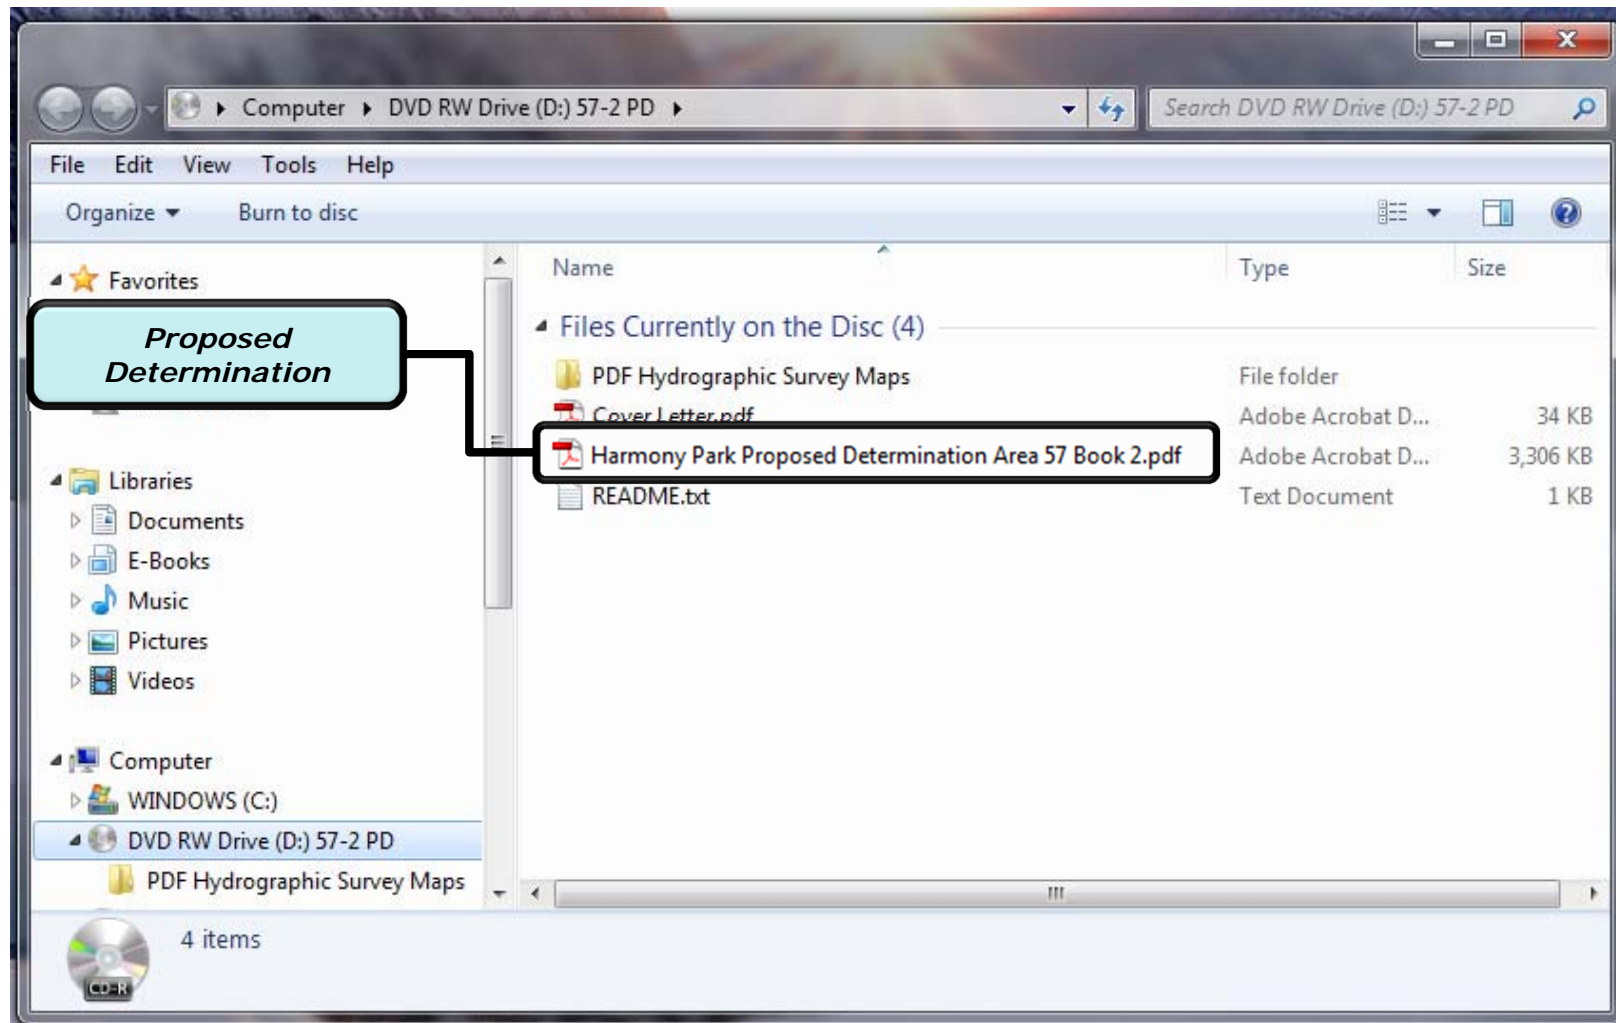 Computer DVD RW Drive (D:) 57-2 PD
Search DVD RW Drive (D:) 57-2 PD
File Edit View Tools Help
Organize Burn to disc
Name Type Size
Favorites
Proposed
Determination
Files Currently on the Disc (4)
PDF Hydrographic Survey Maps File folder
Cover Letter.pdf Adobe Acrobat D... 34 KB
Harmony Park Proposed Determination Area 57 Book 2.pdf Adobe Acrobat D... 3,306 KB
README.txt Text Document 1 KB
Libraries
Documents
E-Books
Music
Pictures
Videos
Computer
WINDOWS (C:)
DVD RW Drive (D:) 57-2 PD
PDF Hydrographic Survey Maps
4 items
CD-R